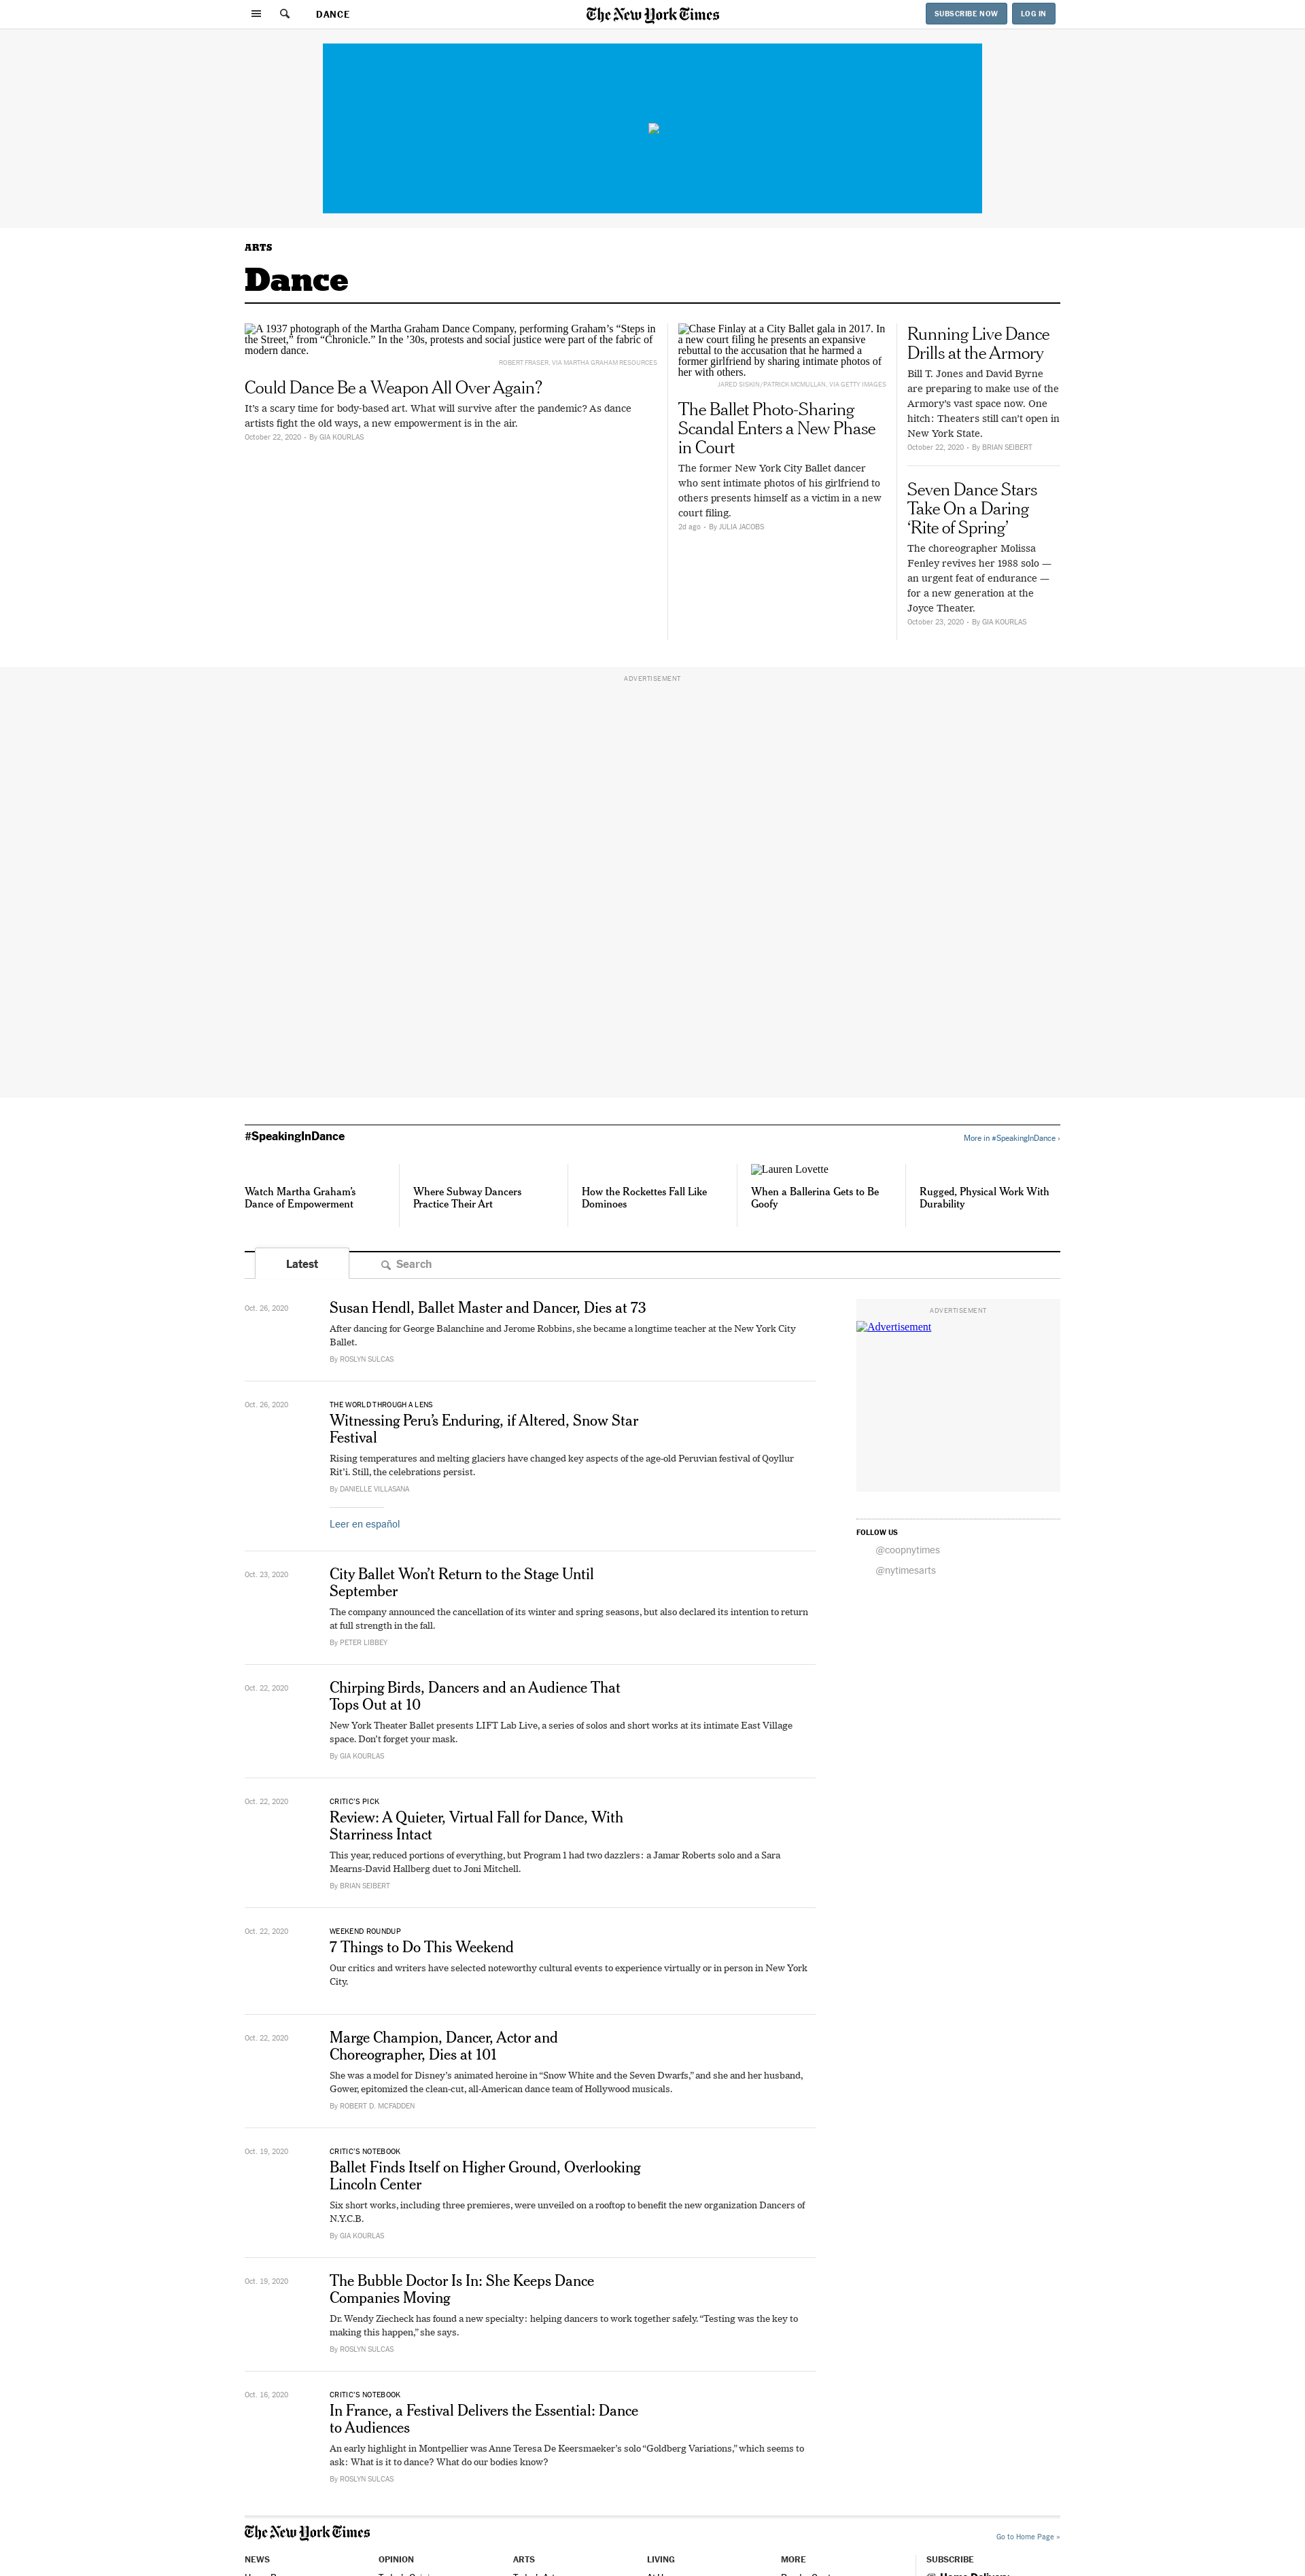 DANCE
The New York Times
SUBSCRIBE NOW
LOG IN
ARTS
Dance
A 1937 photograph of the Martha Graham Dance Company, performing Graham’s “Steps in
the Street,” from “Chronicle.” In the ’30s, protests and social justice were part of the fabric of
modern dance.
ROBERT FRASER, VIA MARTHA GRAHAM RESOURCES
Could Dance Be a Weapon All Over Again?
It’s a scary time for body-based art. What will survive after the pandemic? As dance
artists fight the old ways, a new empowerment is in the air.
October 22, 2020 • By GIA KOURLAS
Chase Finlay at a City Ballet gala in 2017. In
a new court filing he presents an expansive
rebuttal to the accusation that he harmed a
former girlfriend by sharing intimate photos of
her with others.
JARED SISKIN/PATRICK MCMULLAN, VIA GETTY IMAGES
The Ballet Photo-Sharing
Scandal Enters a New Phase
in Court
The former New York City Ballet dancer
who sent intimate photos of his girlfriend to
others presents himself as a victim in a new
court filing.
2d ago • By JULIA JACOBS
Running Live Dance
Drills at the Armory
Bill T. Jones and David Byrne
are preparing to make use of the
Armory’s vast space now. One
hitch: Theaters still can’t open in
New York State.
October 22, 2020 • By BRIAN SEIBERT
Seven Dance Stars
Take On a Daring
‘Rite of Spring’
The choreographer Molissa
Fenley revives her 1988 solo —
an urgent feat of endurance —
for a new generation at the
Joyce Theater.
October 23, 2020 • By GIA KOURLAS
ADVERTISEMENT
#SpeakingInDance
More in #SpeakingInDance ›
Watch Martha Graham’s
Dance of Empowerment
Where Subway Dancers
Practice Their Art
How the Rockettes Fall Like
Dominoes
Lauren Lovette
When a Ballerina Gets to Be
Goofy
Rugged, Physical Work With
Durability
Latest
Search
Oct. 26, 2020
Susan Hendl, Ballet Master and Dancer, Dies at 73
After dancing for George Balanchine and Jerome Robbins, she became a longtime teacher at the New York City
Ballet.
By ROSLYN SULCAS
ADVERTISEMENT
Advertisement
Oct. 26, 2020
THE WORLD THROUGH A LENS
Witnessing Peru’s Enduring, if Altered, Snow Star
Festival
Rising temperatures and melting glaciers have changed key aspects of the age-old Peruvian festival of Qoyllur
Rit’i. Still, the celebrations persist.
By DANIELLE VILLASANA
Leer en español
FOLLOW US
@coopnytimes
@nytimesarts
Oct. 23, 2020
City Ballet Won’t Return to the Stage Until
September
The company announced the cancellation of its winter and spring seasons, but also declared its intention to return
at full strength in the fall.
By PETER LIBBEY
Oct. 22, 2020
Chirping Birds, Dancers and an Audience That
Tops Out at 10
New York Theater Ballet presents LIFT Lab Live, a series of solos and short works at its intimate East Village
space. Don’t forget your mask.
By GIA KOURLAS
Oct. 22, 2020
CRITIC’S PICK
Review: A Quieter, Virtual Fall for Dance, With
Starriness Intact
This year, reduced portions of everything, but Program 1 had two dazzlers: a Jamar Roberts solo and a Sara
Mearns-David Hallberg duet to Joni Mitchell.
By BRIAN SEIBERT
Oct. 22, 2020
WEEKEND ROUNDUP
7 Things to Do This Weekend
Our critics and writers have selected noteworthy cultural events to experience virtually or in person in New York
City.
Oct. 22, 2020
Marge Champion, Dancer, Actor and
Choreographer, Dies at 101
She was a model for Disney’s animated heroine in “Snow White and the Seven Dwarfs,” and she and her husband,
Gower, epitomized the clean-cut, all-American dance team of Hollywood musicals.
By ROBERT D. MCFADDEN
Oct. 19, 2020
CRITIC’S NOTEBOOK
Ballet Finds Itself on Higher Ground, Overlooking
Lincoln Center
Six short works, including three premieres, were unveiled on a rooftop to benefit the new organization Dancers of
N.Y.C.B.
By GIA KOURLAS
Oct. 19, 2020
The Bubble Doctor Is In: She Keeps Dance
Companies Moving
Dr. Wendy Ziecheck has found a new specialty: helping dancers to work together safely. “Testing was the key to
making this happen,” she says.
By ROSLYN SULCAS
Oct. 16, 2020
CRITIC’S NOTEBOOK
In France, a Festival Delivers the Essential: Dance
to Audiences
An early highlight in Montpellier was Anne Teresa De Keersmaeker’s solo “Goldberg Variations,” which seems to
ask: What is it to dance? What do our bodies know?
By ROSLYN SULCAS
The New York Times
Go to Home Page »
NEWS
OPINION
ARTS
LIVING
MORE
SUBSCRIBE